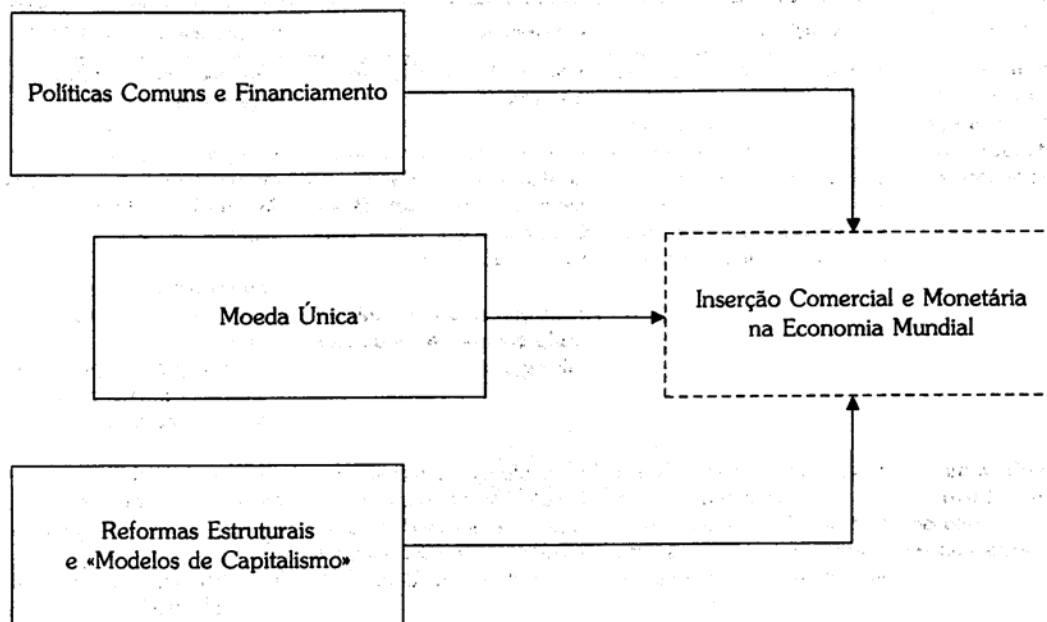 Políticas Comuns e Financiamento
Moeda Única
Inserção Comercial e Monetária
na Economia Mundial
Reformas Estruturais
e «Modelos de Capitalismo»